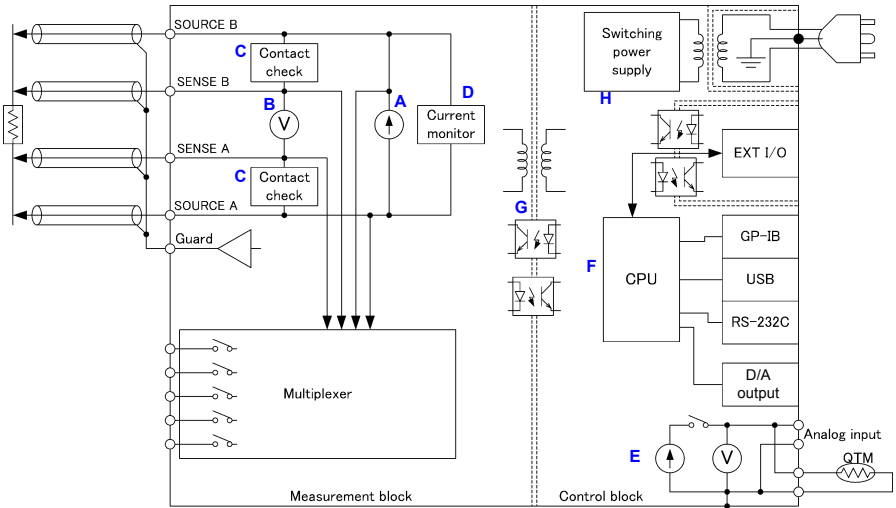 SOURCE B
C
Contact
check
SENSE B
B
V
A
D
Current
monitor
SENSE A
C
Contact
check
SOURCE A
Guard
Multiplexer
Measurement block
G
Switching
power
supply
H
EXT I/O
F
CPU
GP-IB
USB
RS-232C
D/A
output
E
V
Analog input
QTM
Control block